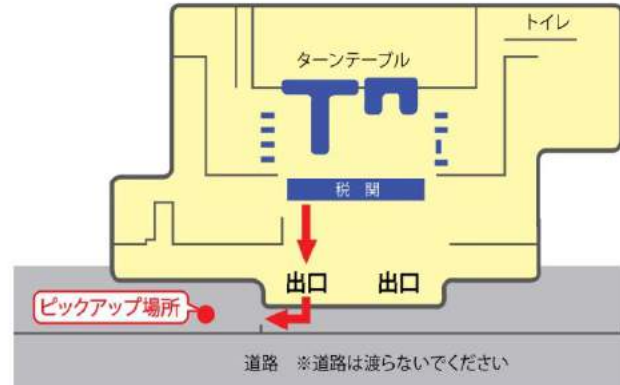 トイレ
ターンテーブル
税 関
出口 出口
ピックアップ場所
道路 ※道路は渡らないでください